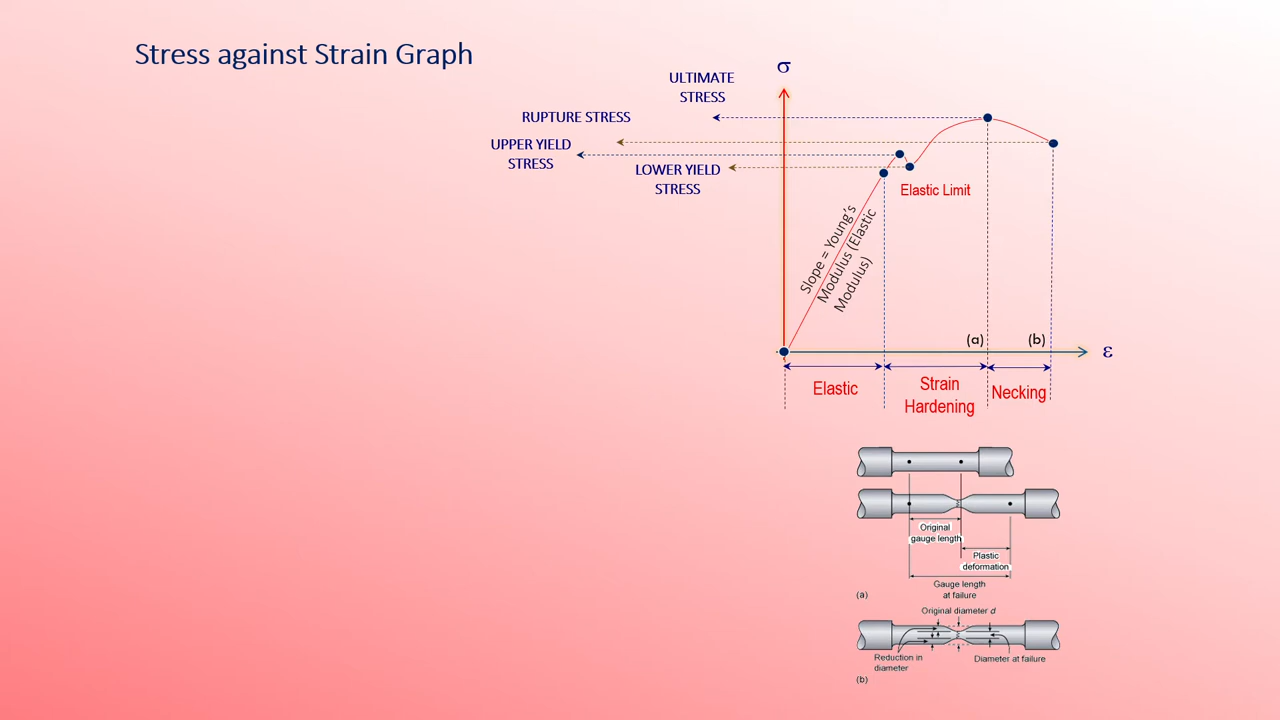 Stress against Strain Graph
σ
ULTIMATE
STRESS
RUPTURE STRESS
UPPER YIELD
STRESS
LOWER YIELD
STRESS
Elastic Limit
Slope = Young's
Modulus (Elastic
Modulus)
(a)
(b)
ε
Elastic
Strain
Hardening
Necking
Original
gauge length
Plastic
deformation
Gauge length
at failure
(a)
Original diameter d
Reduction in
diameter
Diameter at failure
(b)